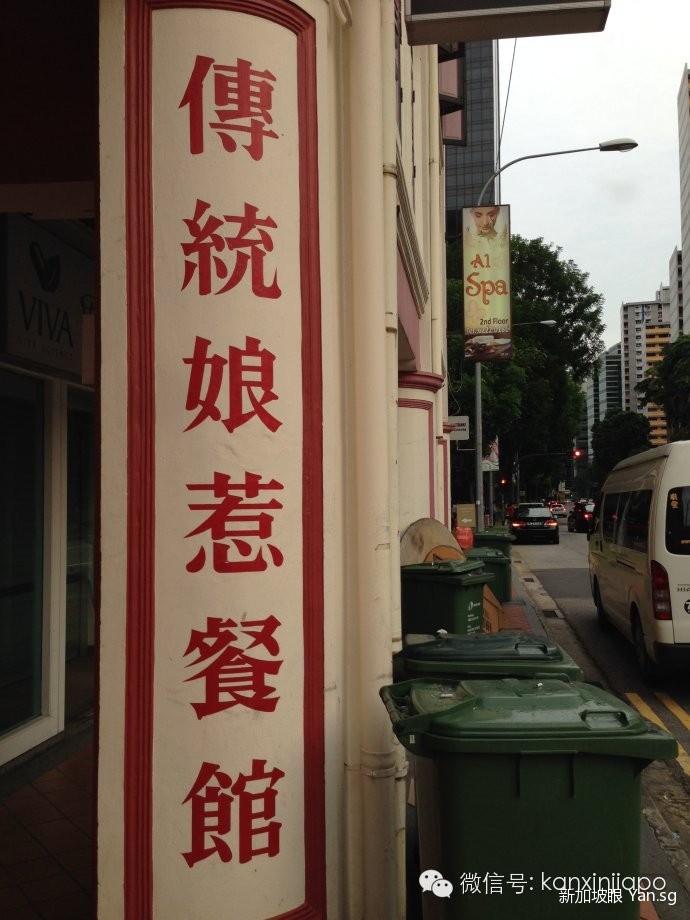 傳統娘惹餐館
VIVA
A1
Spa
2nd Floor
微信号: kanxinjiapo
新加坡眼 Yan.sg